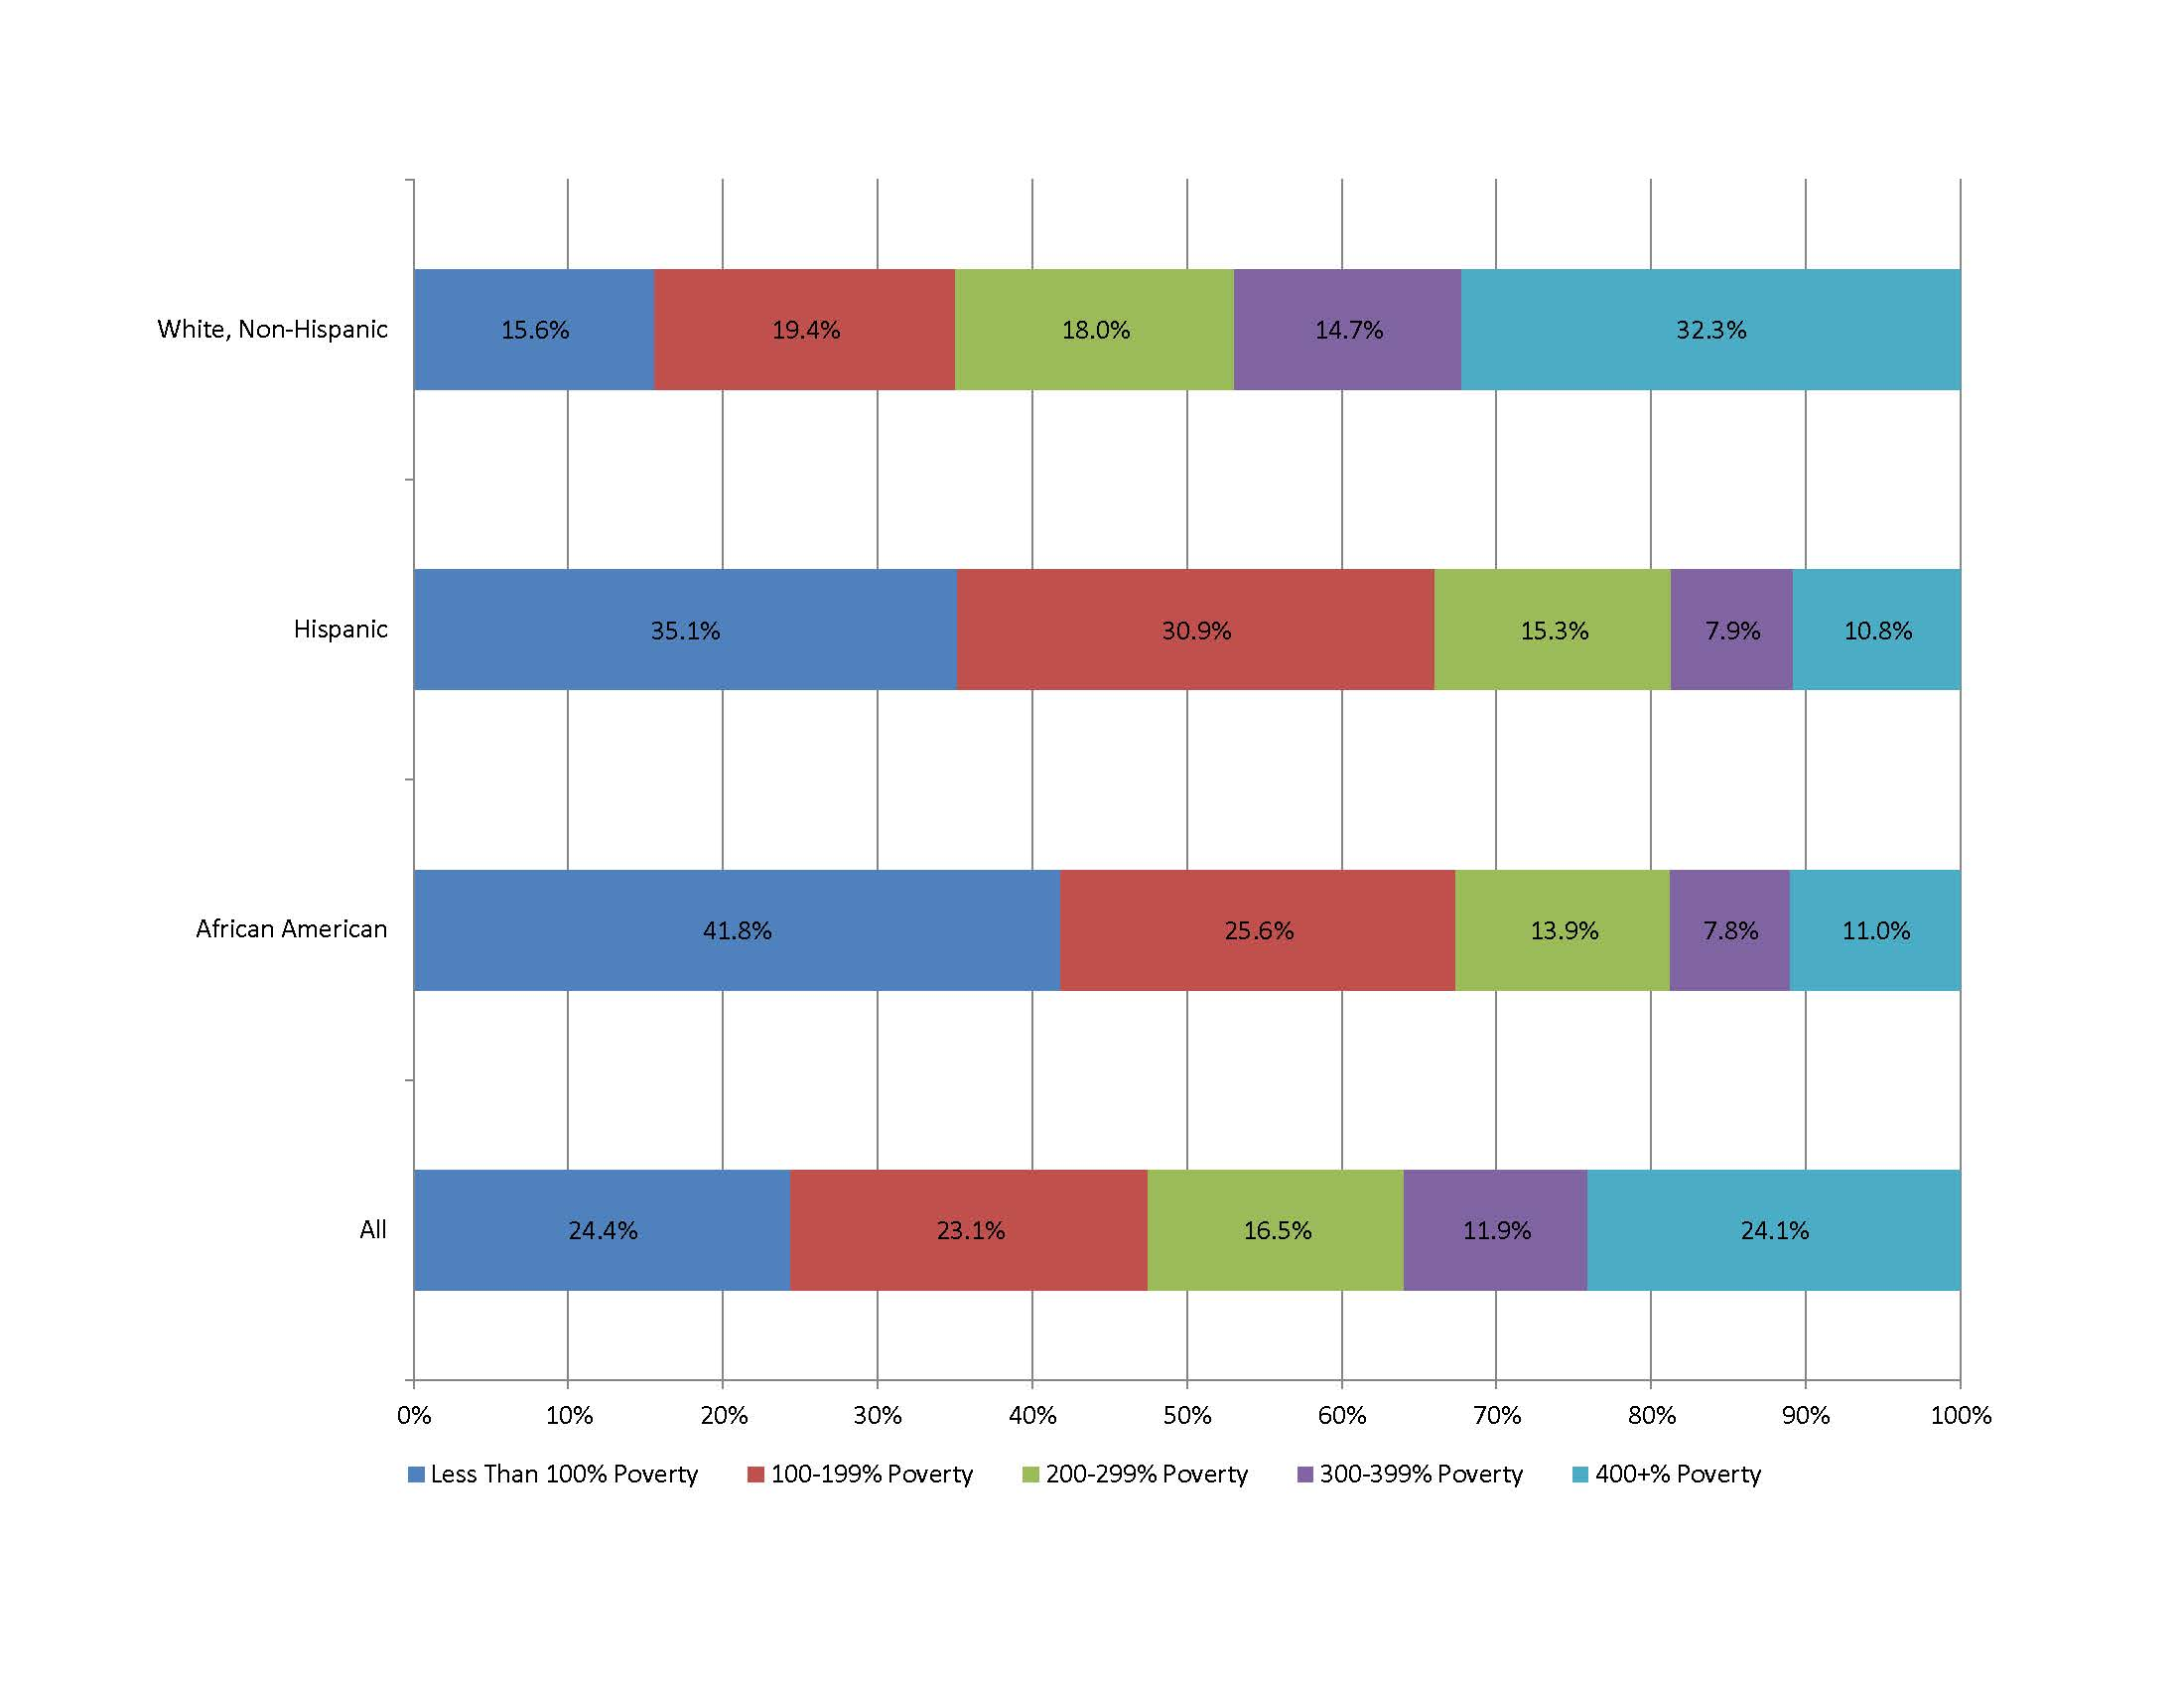 White, Non-Hispanic
15.6% 19.4% 18.0% 14.7% 32.3%
Hispanic
35.1% 30.9% 15.3% 7.9% 10.8%
African American
41.8% 25.6% 13.9% 7.8% 11.0%
All
24.4% 23.1% 16.5% 11.9% 24.1%
0% 10% 20% 30% 40% 50% 60% 70% 80% 90% 100%
Less Than 100% Poverty 100-199% Poverty 200-299% Poverty 300-399% Poverty 400+% Poverty